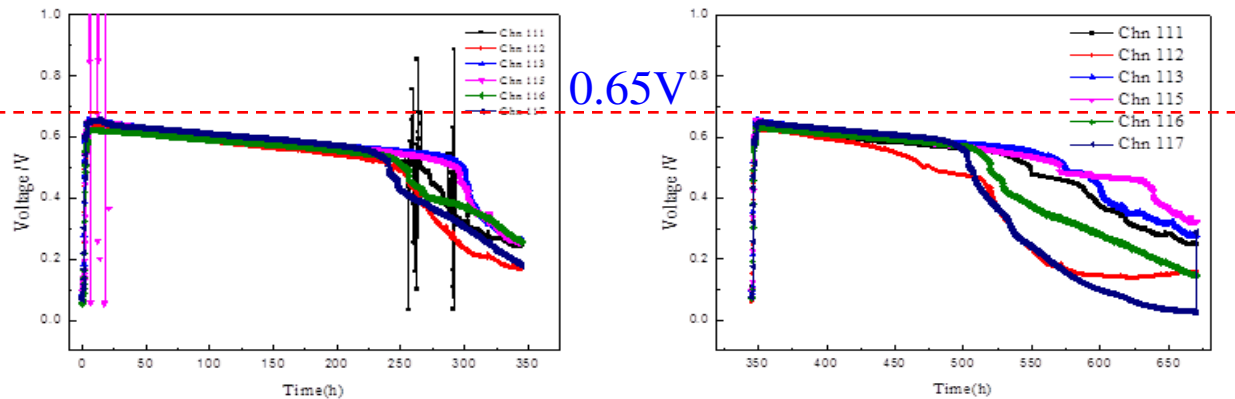 1.0
0.8
0.6
0.4
0.2
0.0
Voltage /V
0
50
100
150
200
250
300
350
Time(h)
Chn 111
Chn 112
Chn 113
Chn 115
Chn 116
Chn 117
0.65V
1.0
0.8
0.6
0.4
0.2
0.0
Voltage /V
350
400
450
500
550
600
650
Time(h)
Chn 111
Chn 112
Chn 113
Chn 115
Chn 116
Chn 117